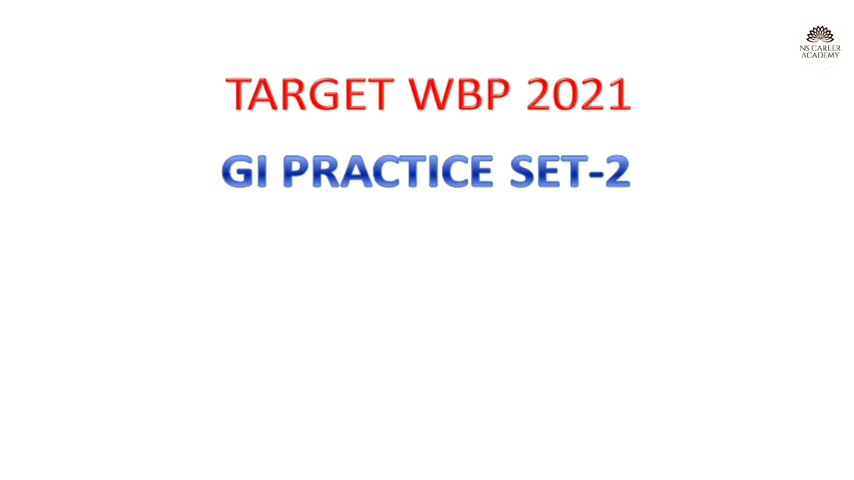 NS CAREER
ACADEMY
TARGET WBP 2021
GI PRACTICE SET-2